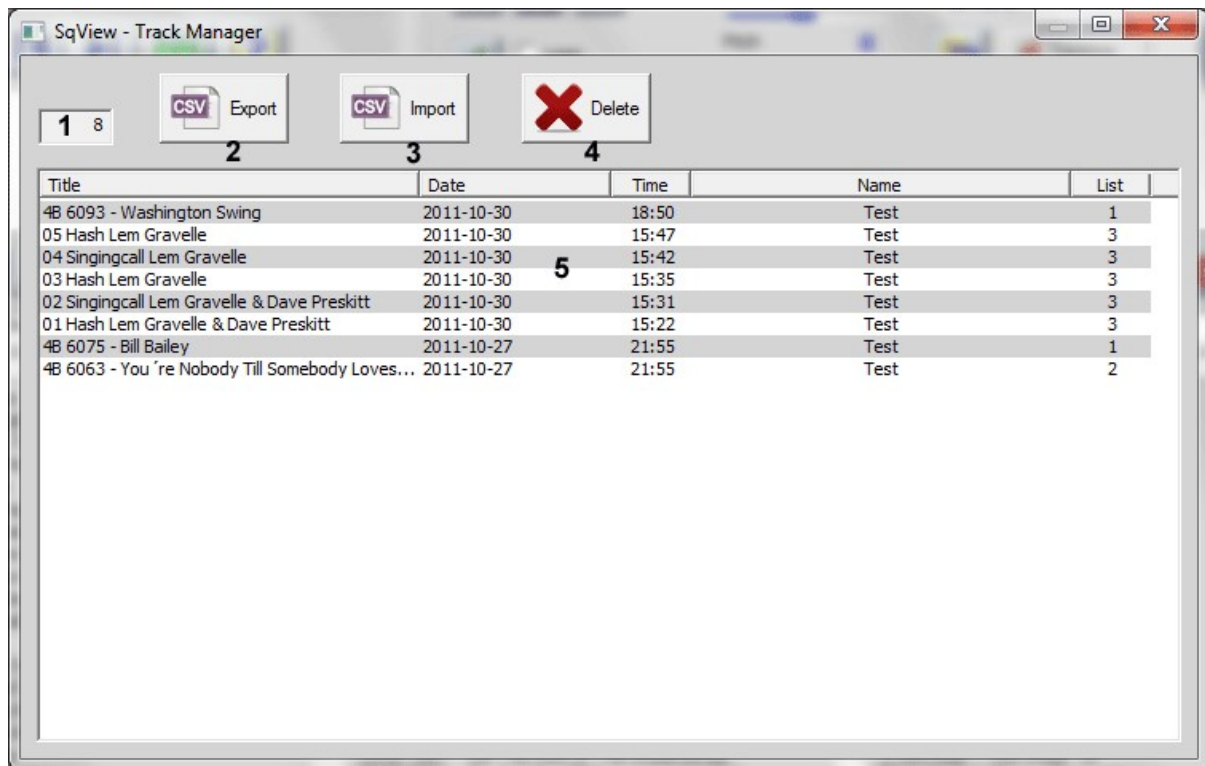 SqView - Track Manager
1 8 CSV Export CSV Import Delete
2 3 4
Title Date Time Name List
4B 6093 - Washington Swing 2011-10-30 18:50 Test 1
05 Hash Lem Gravelle 2011-10-30 15:47 Test 3
04 Singingcall Lem Gravelle 2011-10-30 5 15:42 Test 3
03 Hash Lem Gravelle 2011-10-30 15:35 Test 3
02 Singingcall Lem Gravelle & Dave Preskitt 2011-10-30 15:31 Test 3
01 Hash Lem Gravelle & Dave Preskitt 2011-10-30 15:22 Test 3
4B 6075 - Bill Bailey 2011-10-27 21:55 Test 1
4B 6063 - You ´re Nobody Till Somebody Loves... 2011-10-27 21:55 Test 2